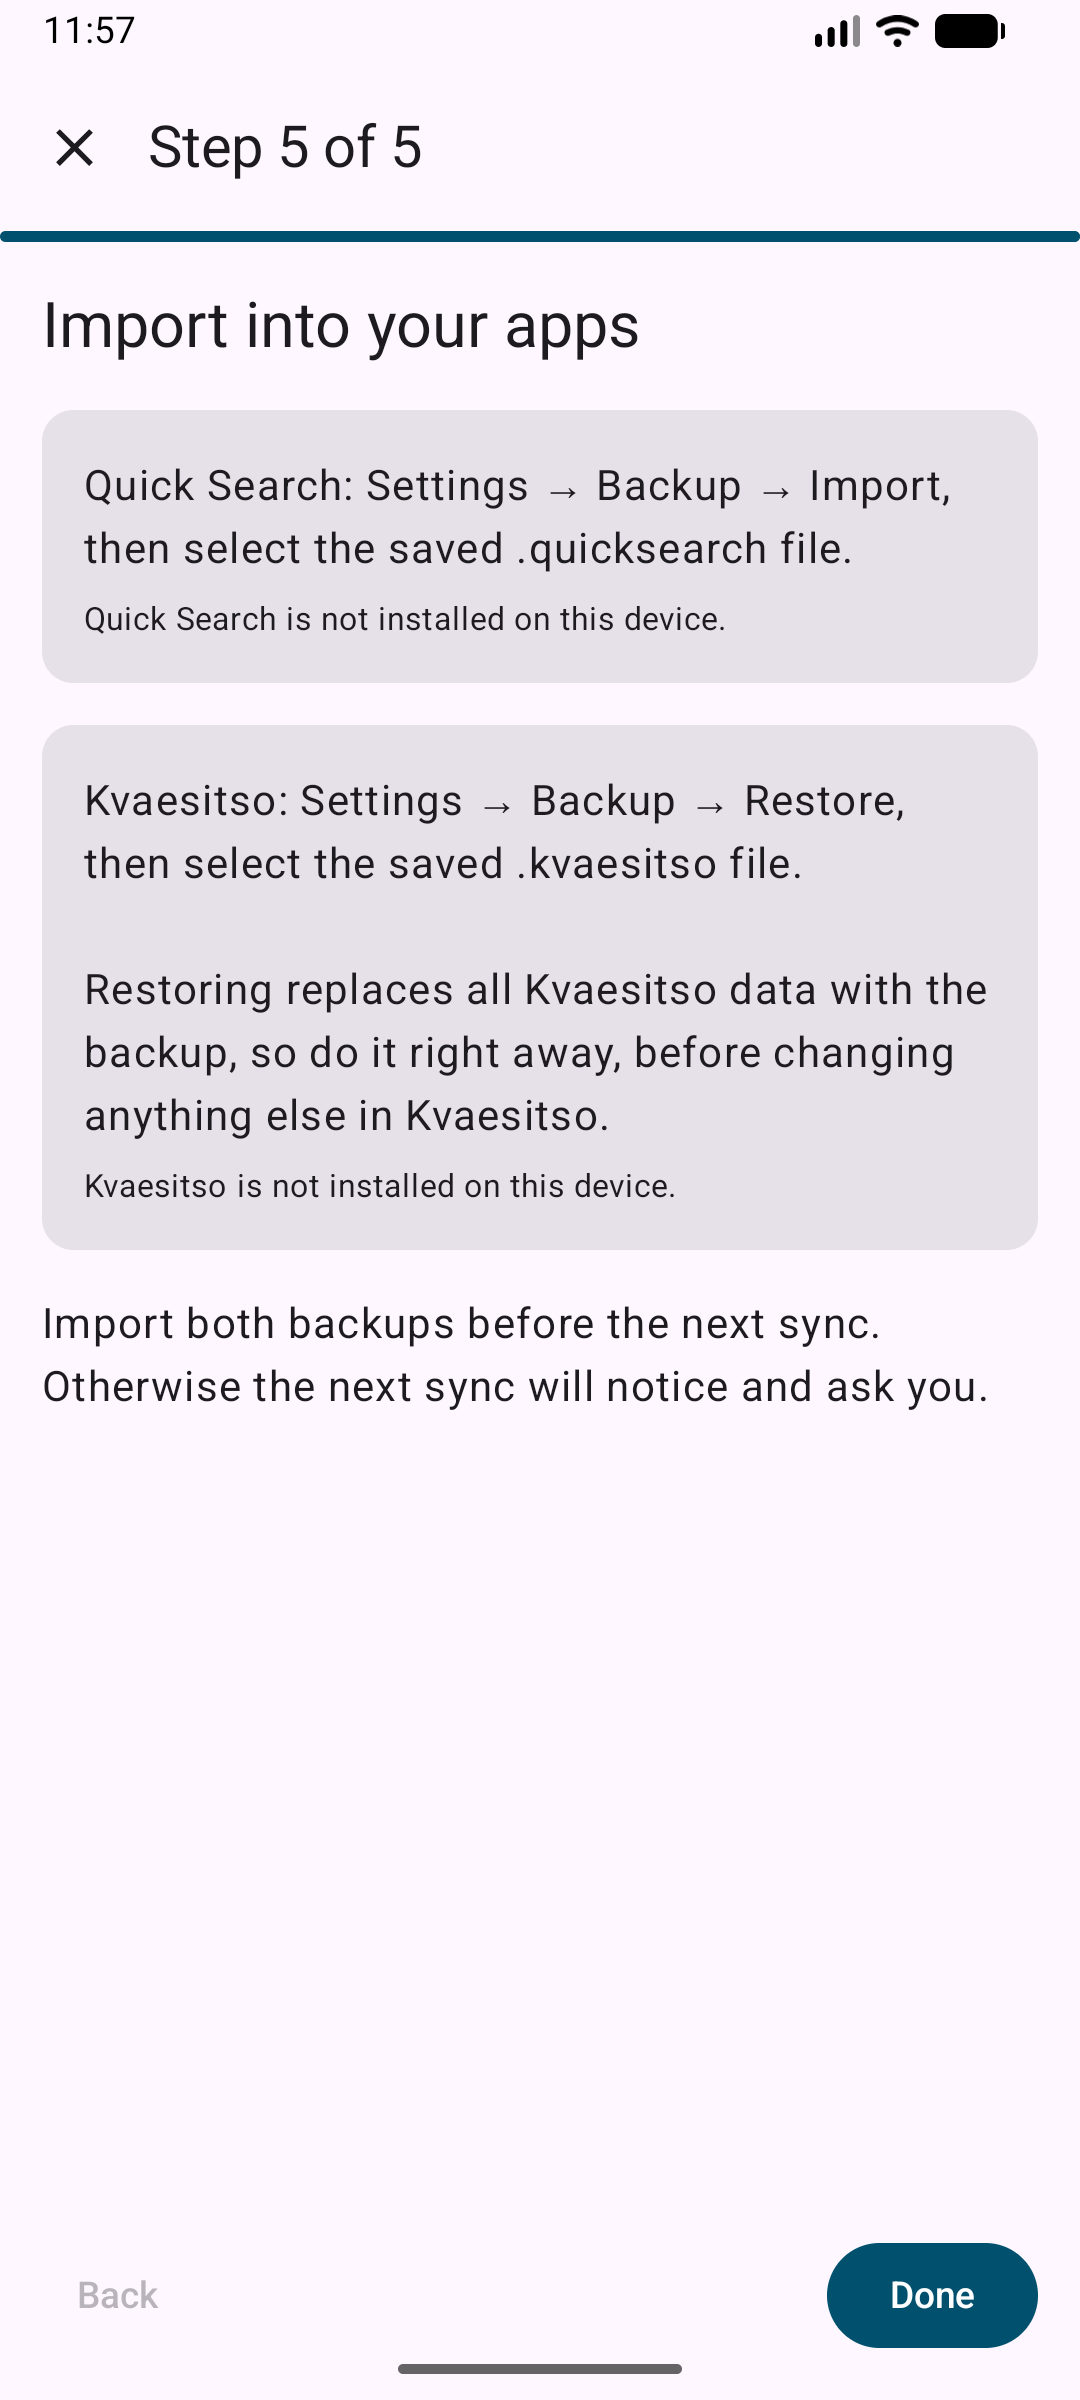 11:57
Step 5 of 5
Import into your apps
Quick Search: Settings → Backup → Import,
then select the saved .quicksearch file.
Quick Search is not installed on this device.
Kvaesitso: Settings → Backup → Restore,
then select the saved .kvaesitso file.
Restoring replaces all Kvaesitso data with the
backup, so do it right away, before changing
anything else in Kvaesitso.
Kvaesitso is not installed on this device.
Import both backups before the next sync.
Otherwise the next sync will notice and ask you.
Back
Done